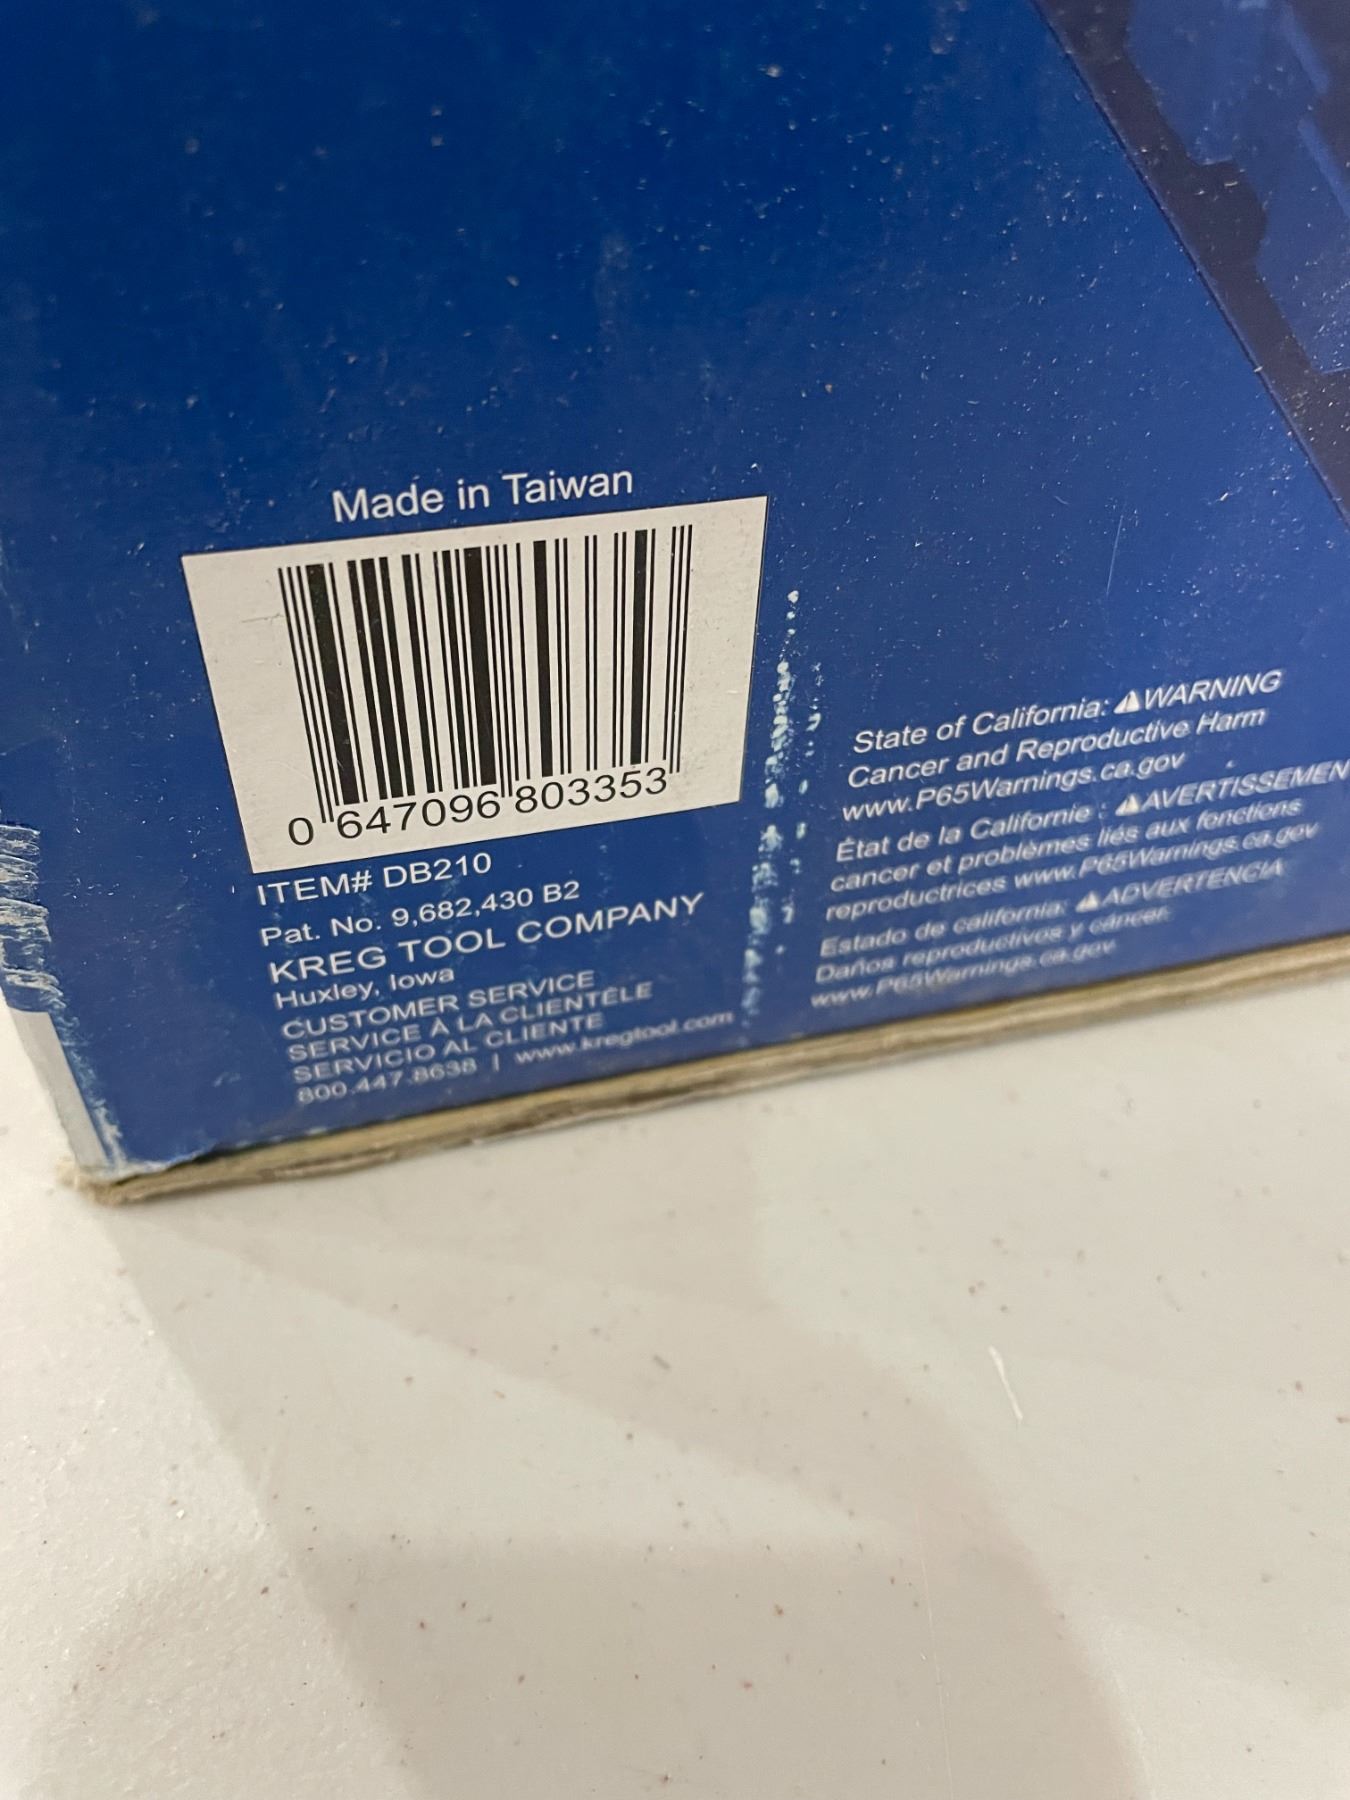 Made in Taiwan
0 647096 803353
ITEM# DB210
Pat. No. 9,682,430 B2
KREG TOOL COMPANY
Huxley, Iowa
CUSTOMER SERVICE
SERVICE À LA CLIENTÈLE
SERVICIO AL CLIENTE
800.447.8638 | www.kregtool.com
State of California: ⚠WARNING
Cancer and Reproductive Harm
www.P65Warnings.ca.gov
État de la Californie : ⚠AVERTISSEMEN
cancer et problèmes liés aux fonctions
reproductrices www.P65Warnings.ca.gov
Estado de california: ⚠ADVERTENCIA
Daños reproductivos y cáncer.
www.P65Warnings.ca.gov